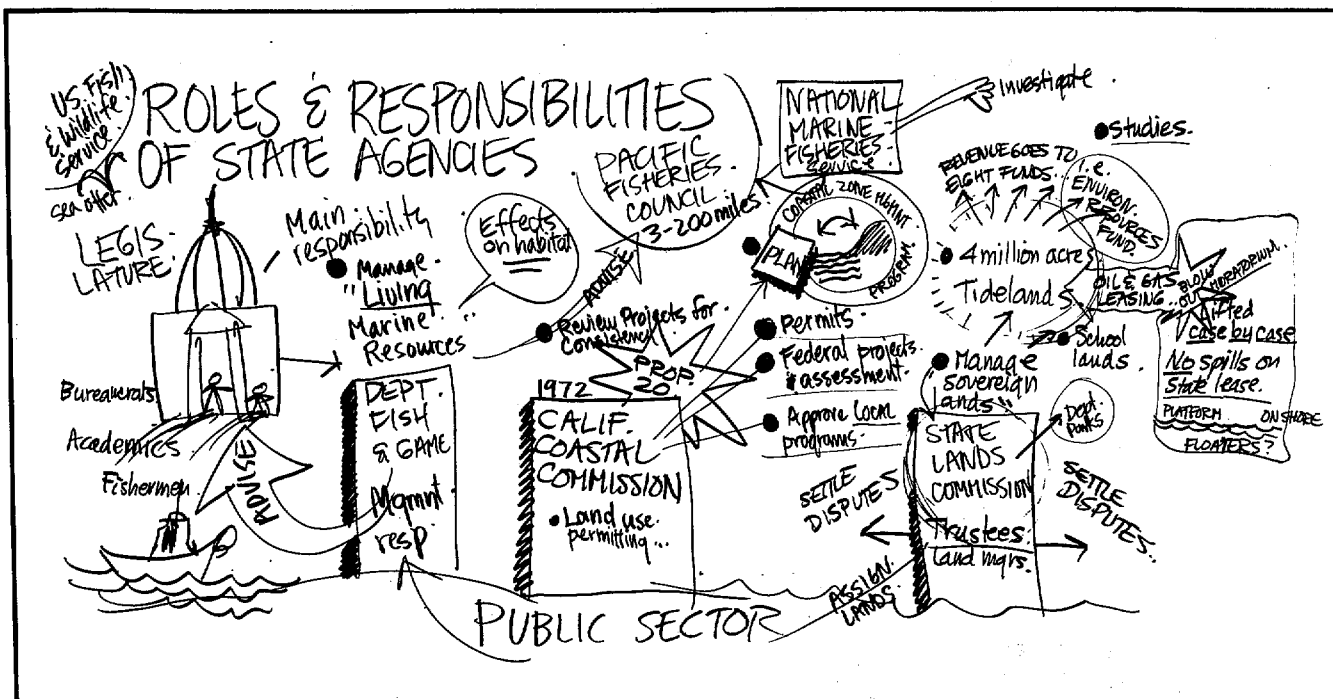 US. Fish
& Wildlife
Service.
sea otter.
ROLES & RESPONSIBILITIES
OF STATE AGENCIES
LEGIS-
LATURE.
Bureaucrats
Academics
Fishermen
ADVISE
Main
responsibility
Manage
"Living
Marine
Resources"
Effects
on habitat
DEPT.
FISH
& GAME
Mgmnt.
resp
ADVISE
PACIFIC
FISHERIES
COUNCIL
3-200 miles
NATIONAL
MARINE
FISHERIES
Service
Investigate.
Studies.
Review Projects for
Consistency
PROP.
20
1972
CALIF.
COASTAL
COMMISSION
Land use
permitting...
COASTAL ZONE MGMNT
PROGRAM.
PLAN
Permits.
Federal projects
& assessment.
Approve Local
programs.
REVENUE GOES TO
EIGHT FUNDS...
i.e.
ENVIRON.
RESOURCES
FUND.
4 million acres
Tidelands
OIL & GAS
LEASING...
BLOW
OUT
MORATORIUM.
lifted
case by case
No spills on
State lease.
PLATFORM
ON SHORE
FLOATERS?
School
lands.
Manage
sovereign
lands"
Dept.
Parks
STATE
LANDS
COMMISSION
Trustees
land mgrs.
SETTLE
DISPUTES
SETTLE
DISPUTES...
ASSIGN
LANDS
PUBLIC SECTOR